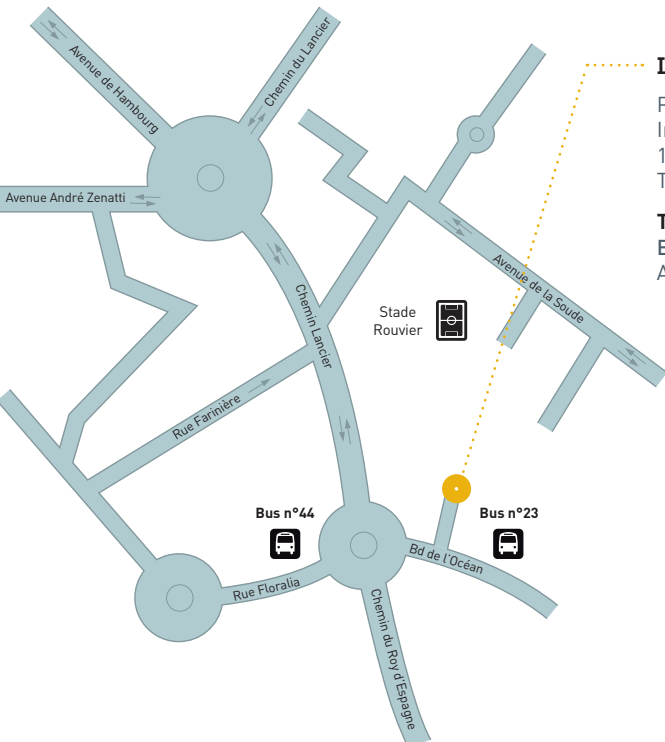 Avenue de Hambourg
Chemin du Lancier
Avenue André Zenatti
Chemin Lancier
Avenue de la Soude
Stade
Rouvier
Rue Farinière
Bus n°44
Bus n°23
Bd de l'Océan
Rue Floralia
Chemin du Roy d'Espagne